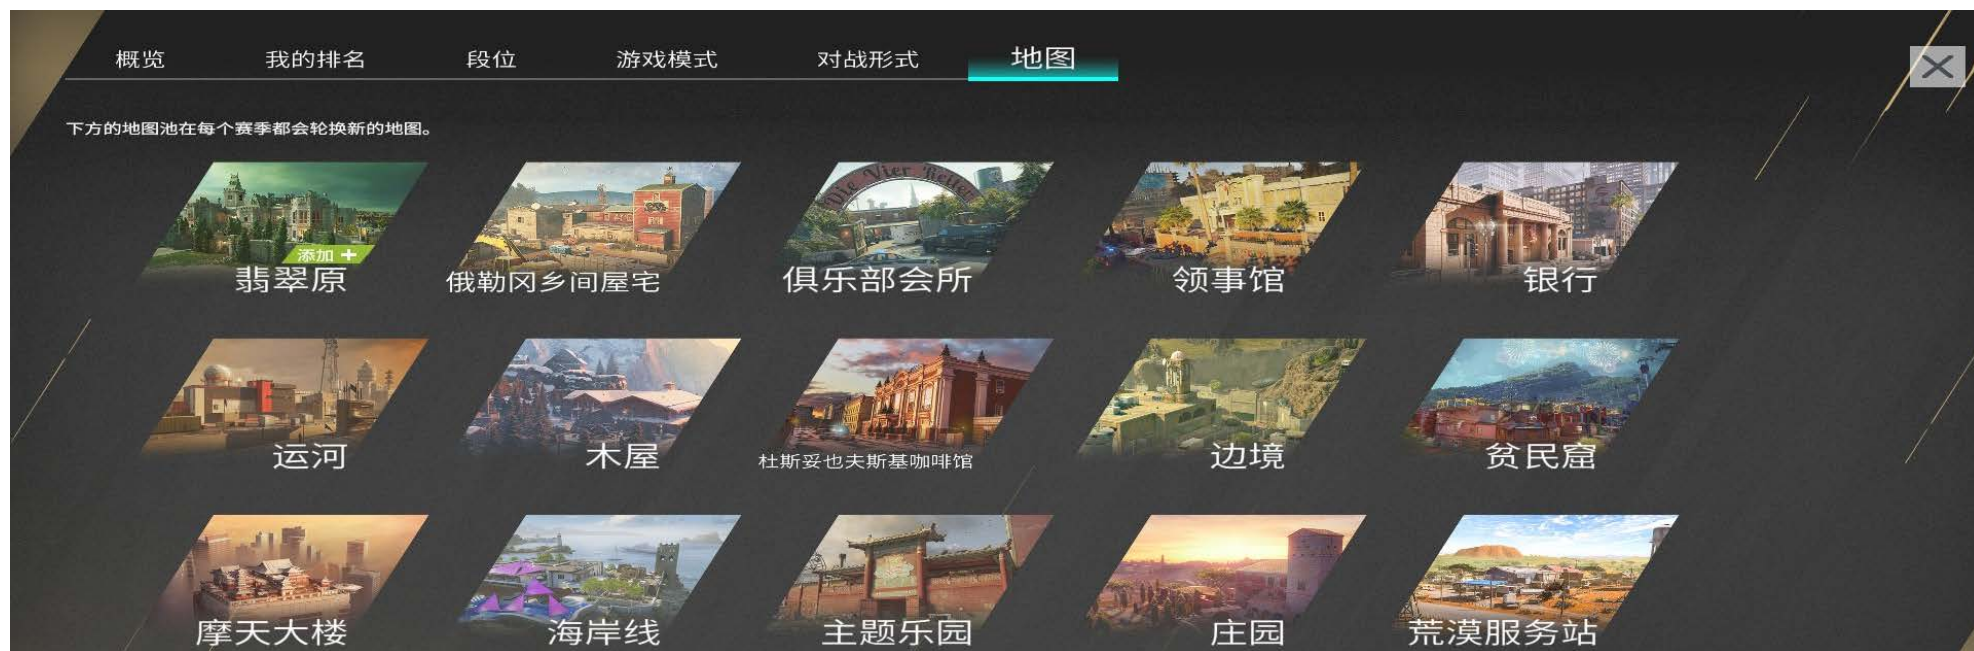 概览 我的排名 段位 游戏模式 对战形式 地图
下方的地图池在每个赛季都会轮换新的地图。
Die Vier Keller
添加 +
翡翠原 俄勒冈乡间屋宅 俱乐部会所 领事馆 银行
运河 木屋 杜斯妥也夫斯基咖啡馆 边境 贫民窟
摩天大楼 海岸线 主题乐园 庄园 荒漠服务站